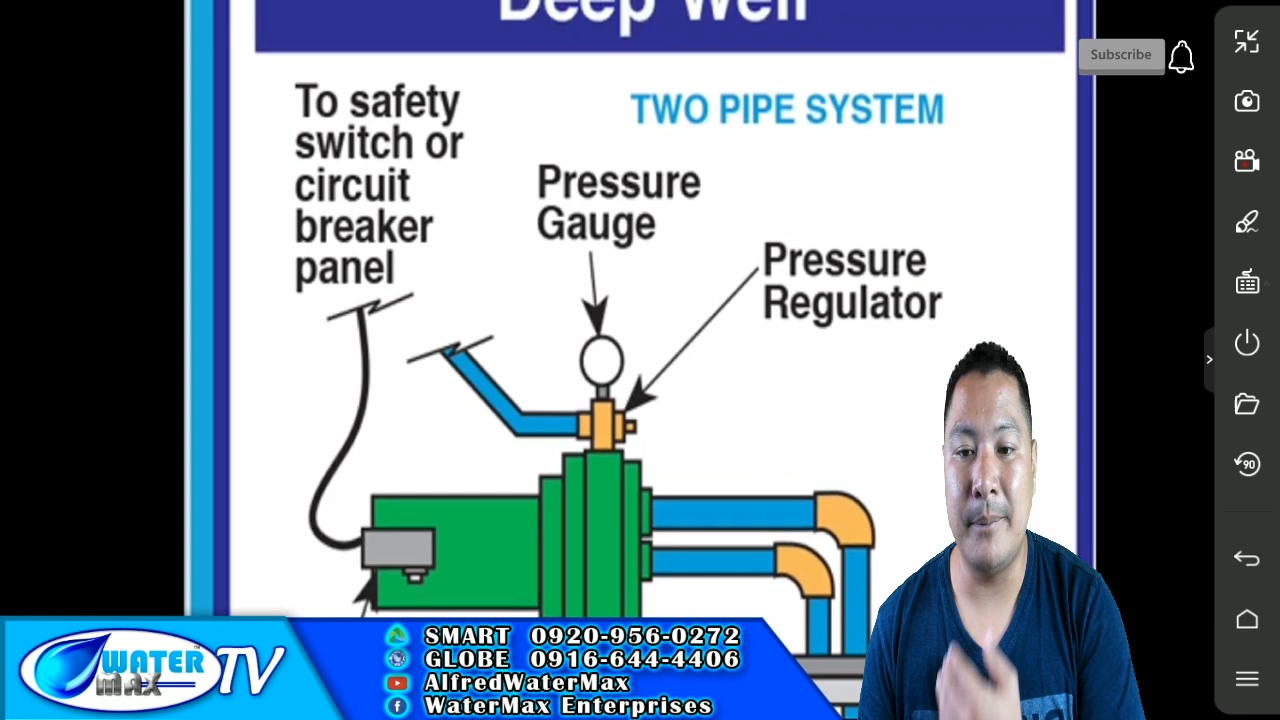 Deep Well
Subscribe
To safety
switch or
circuit
breaker
panel
TWO PIPE SYSTEM
Pressure
Gauge
Pressure
Regulator
90
WATER
MAX
TV
SMART 0920-956-0272
GLOBE 0916-644-4406
AlfredWaterMax
WaterMax Enterprises